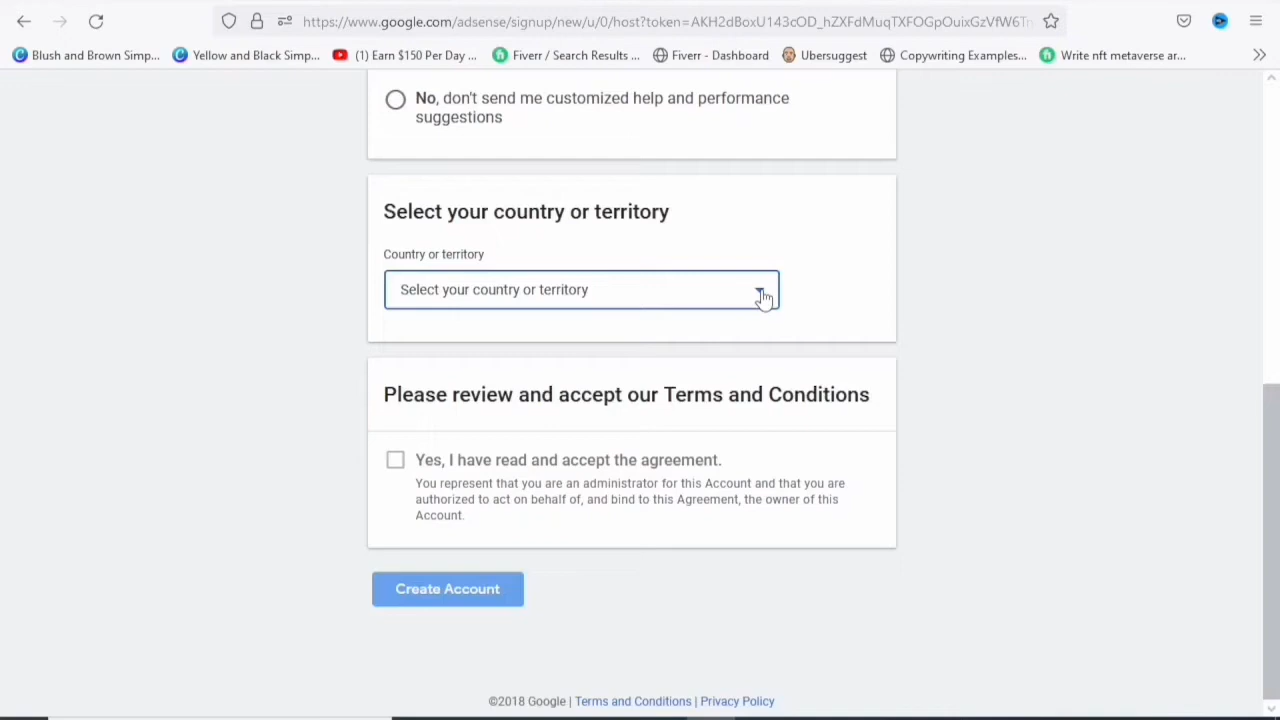 https://www.google.com/adsense/signup/new/u/0/host?token=AKH2dBoxU143cOD_hZXFdMuqTXFOGpOuixGzVfW6Tr
Blush and Brown Simp... Yellow and Black Simp... (1) Earn $150 Per Day ... Fiverr / Search Results ... Fiverr - Dashboard Ubersuggest Copywriting Examples... Write nft metaverse ar...
No, don't send me customized help and performance
suggestions
Select your country or territory
Country or territory
Select your country or territory
Please review and accept our Terms and Conditions
Yes, I have read and accept the agreement.
You represent that you are an administrator for this Account and that you are
authorized to act on behalf of, and bind to this Agreement, the owner of this
Account.
Create Account
©2018 Google | Terms and Conditions | Privacy Policy